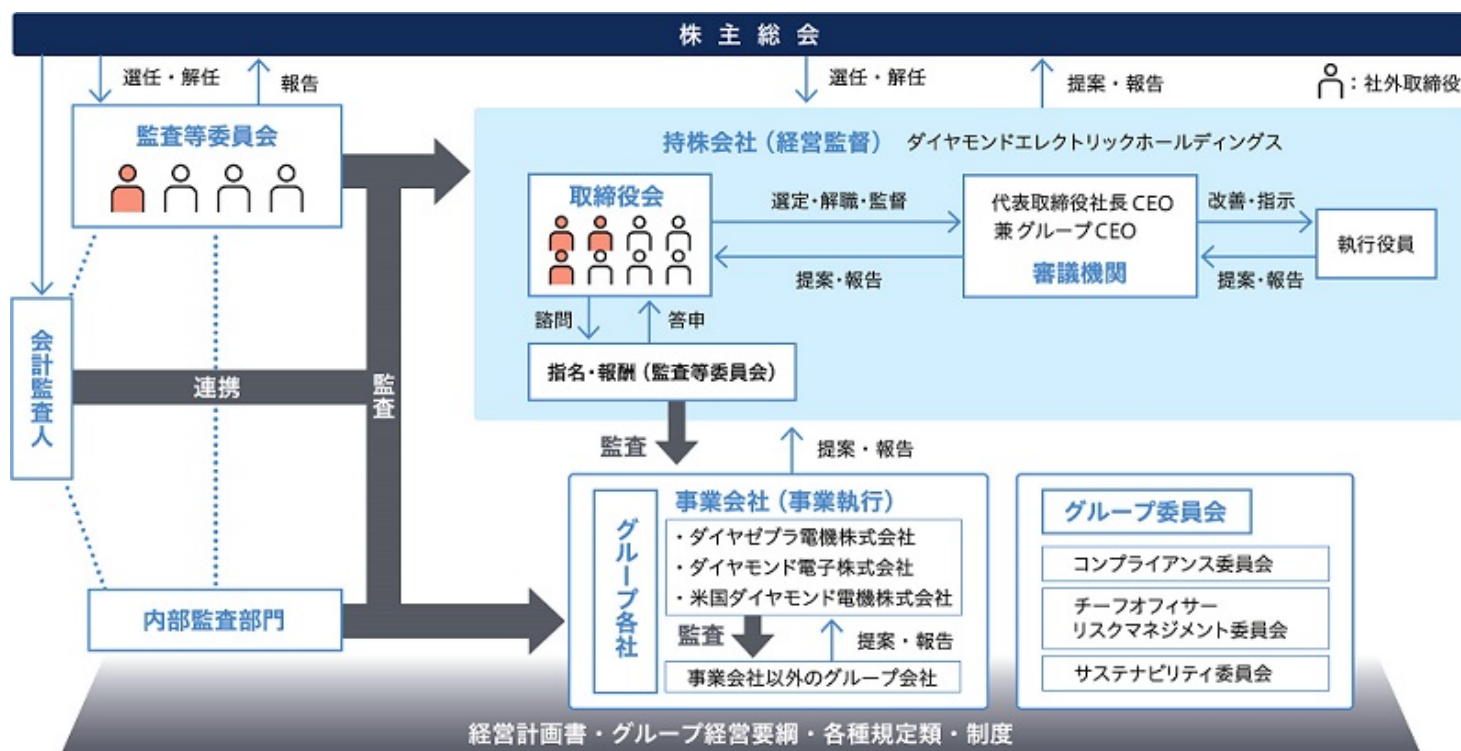 株主総会
選任・解任
報告
選任・解任
提案・報告
：社外取締役
監査等委員会
持株会社（経営監督） ダイヤモンドエレクトリックホールディングス
取締役会
選定・解職・監督
提案・報告
代表取締役社長CEO
兼グループCEO
審議機関
改善・指示
提案・報告
執行役員
諮問
答申
指名・報酬（監査等委員会）
会計監査人
連携
監査
監査
提案・報告
内部監査部門
グループ各社
事業会社（事業執行）
・ダイヤゼブラ電機株式会社
・ダイヤモンド電子株式会社
・米国ダイヤモンド電機株式会社
監査
提案・報告
事業会社以外のグループ会社
グループ委員会
コンプライアンス委員会
チーフオフィサー
リスクマネジメント委員会
サステナビリティ委員会
経営計画書・グループ経営要綱・各種規定類・制度